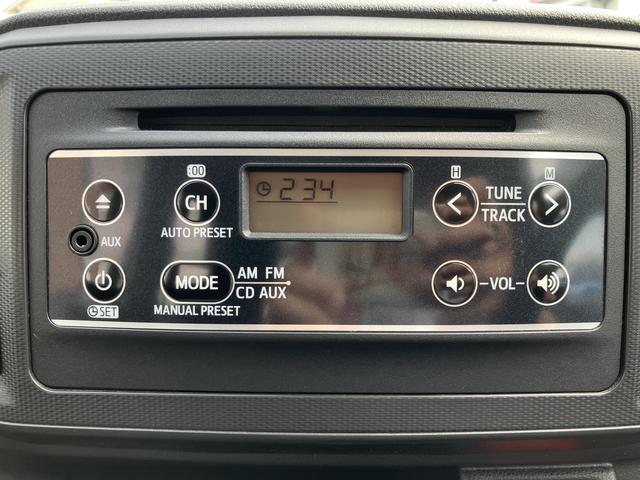 :00
H
M
CH
234
TUNE
TRACK
AUX
AUTO PRESET
MODE
AM FM
CD AUX
-VOL-
SET
MANUAL PRESET